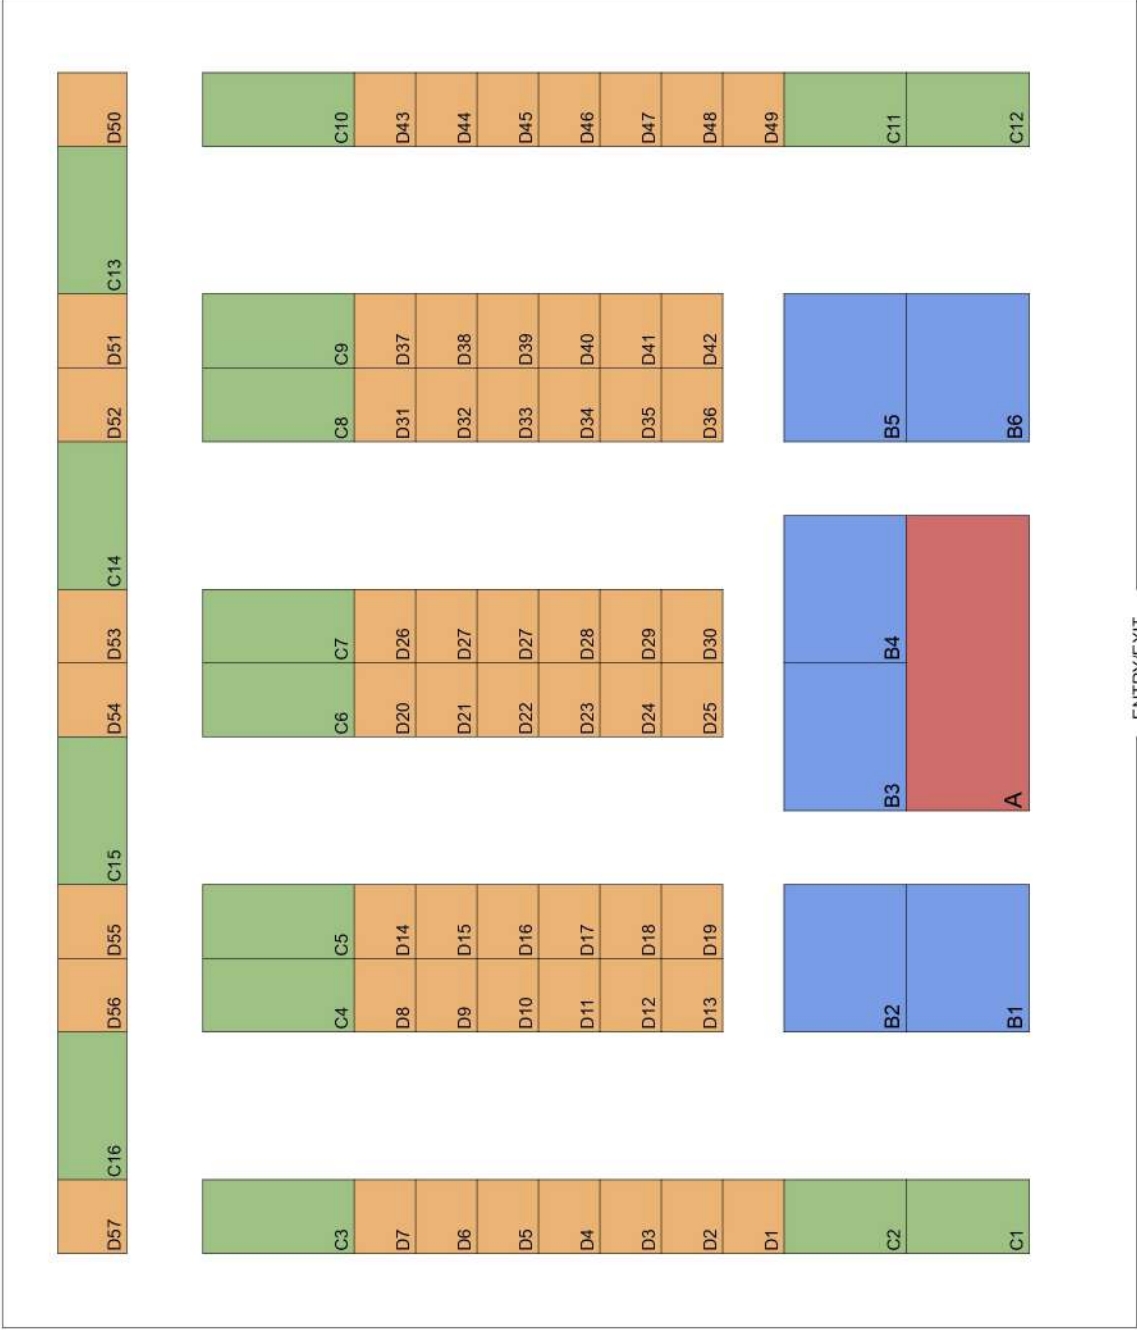 D57 C16 D56 D55 C15 D54 D53 C14 D52 D51 C13 D50
C3 C4 C5 C6 C7 C8 C9 C10
D7 D8 D14 D20 D26 D31 D37 D43
D6 D9 D15 D21 D27 D32 D38 D44
D5 D10 D16 D22 D27 D33 D39 D45
D4 D11 D17 D23 D28 D34 D40 D46
D3 D12 D18 D24 D29 D35 D41 D47
D2 D13 D19 D25 D30 D36 D42 D48
D1 D49
C2 B2 B3 B4 B5 C11
C1 B1 A B6 C12
ENTRY/EXIT